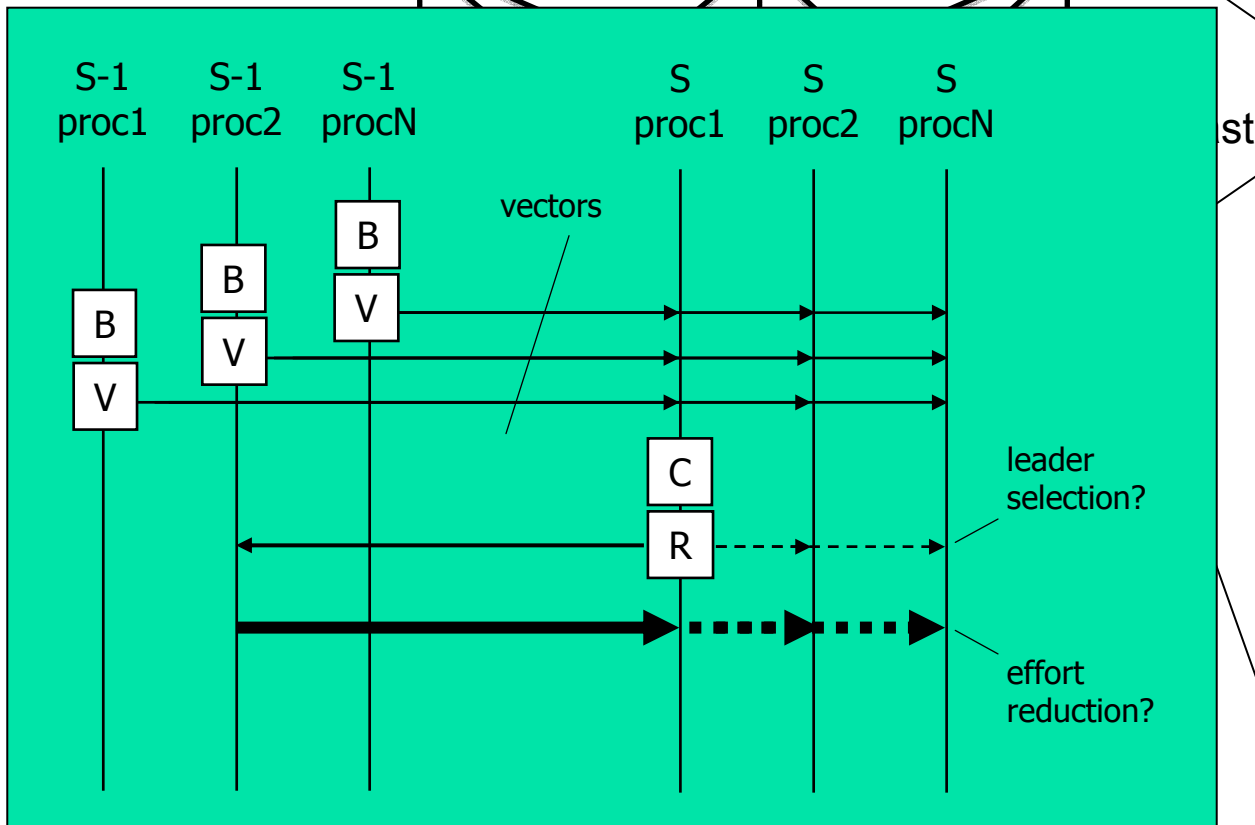 S-1 S-1 S-1 S S S
proc1 proc2 procN proc1 proc2 procN
vectors
B
B
B
V
V
V
C
R
leader
selection?
effort
reduction?